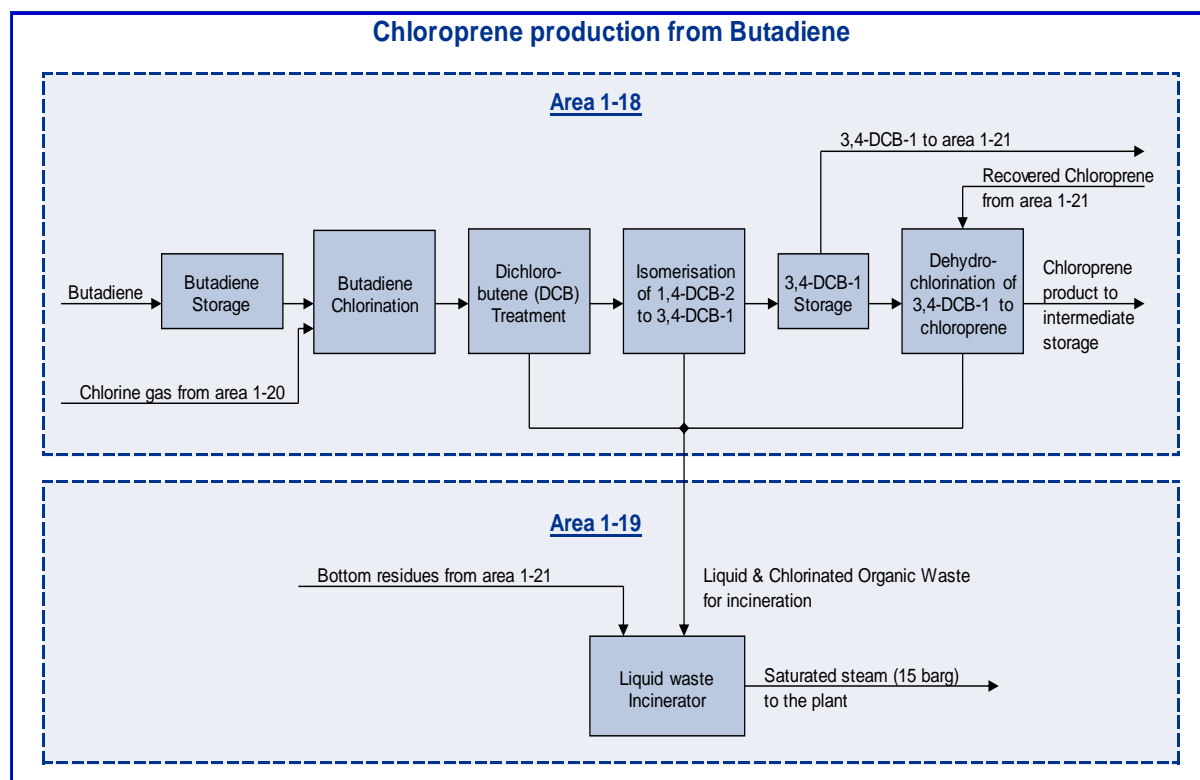 Chloroprene production from Butadiene
Area 1-18
3,4-DCB-1 to area 1-21
Recovered Chloroprene
from area 1-21
Butadiene
Butadiene
Storage
Butadiene
Chlorination
Dichloro-
butene (DCB)
Treatment
Isomerisation
of 1,4-DCB-2
to 3,4-DCB-1
3,4-DCB-1
Storage
Dehydro-
chlorination of
3,4-DCB-1 to
chloroprene
Chloroprene
product to
intermediate
storage
Chlorine gas from area 1-20
Area 1-19
Bottom residues from area 1-21
Liquid & Chlorinated Organic Waste
for incineration
Liquid waste
Incinerator
Saturated steam (15 barg)
to the plant